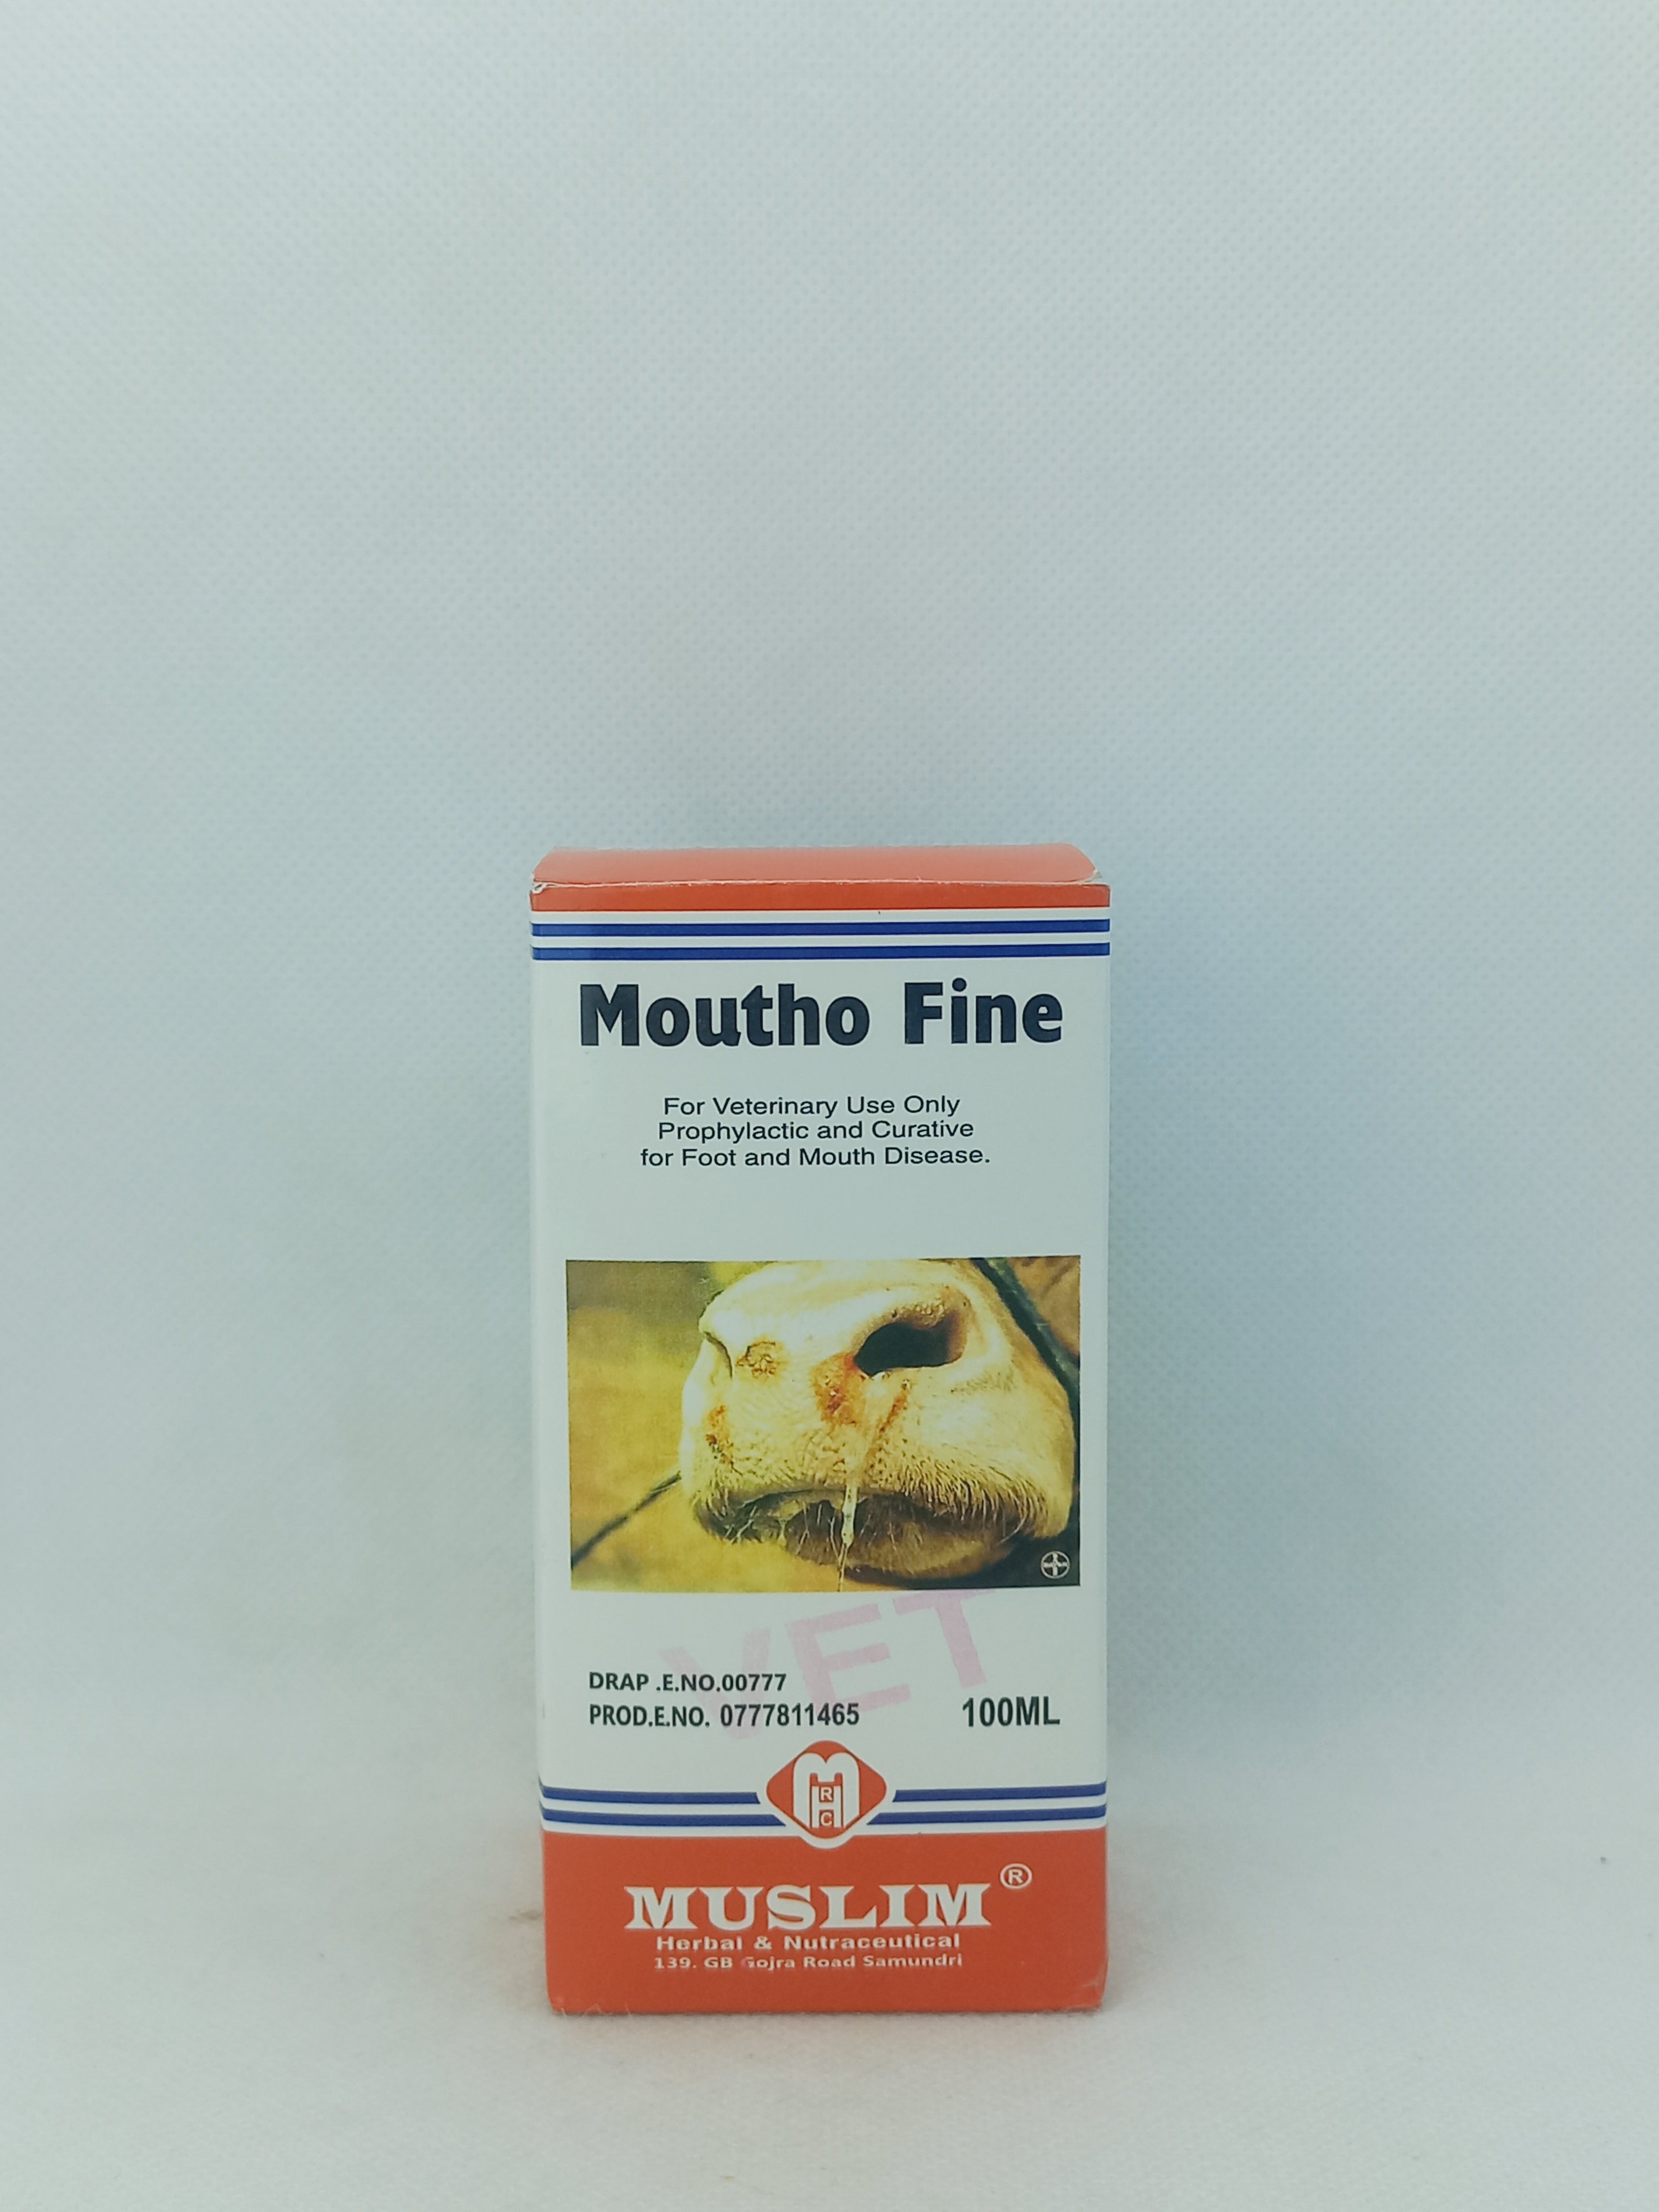 Moutho Fine
For Veterinary Use Only
Prophylactic and Curative
for Foot and Mouth Disease.
VET
DRAP .E.NO.00777
PROD.E.NO. 0777811465
100ML
M
R
H
C
MUSLIM ®
Herbal & Nutraceutical
139. GB Gojra Road Samundri